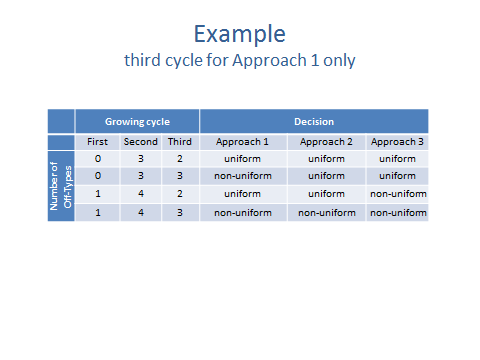 Example
third cycle for Approach 1 only
Growing cycle Decision
First Second Third Approach 1 Approach 2 Approach 3
Number of
Off-Types
0 3 2 uniform uniform uniform
0 3 3 non-uniform uniform uniform
1 4 2 uniform uniform non-uniform
1 4 3 non-uniform non-uniform non-uniform